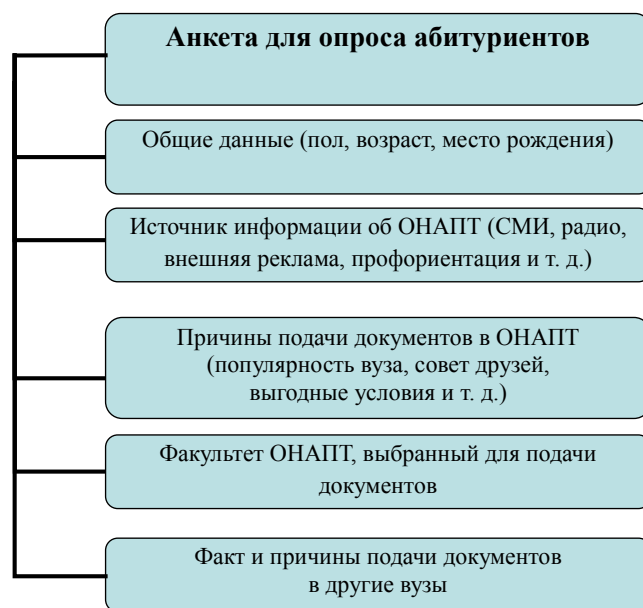 Анкета для опроса абитуриентов
Общие данные (пол, возраст, место рождения)
Источник информации об ОНАПТ (СМИ, радио,
внешняя реклама, профориентация и т. д.)
Причины подачи документов в ОНАПТ
(популярность вуза, совет друзей,
выгодные условия и т. д.)
Факультет ОНАПТ, выбранный для подачи
документов
Факт и причины подачи документов
в другие вузы